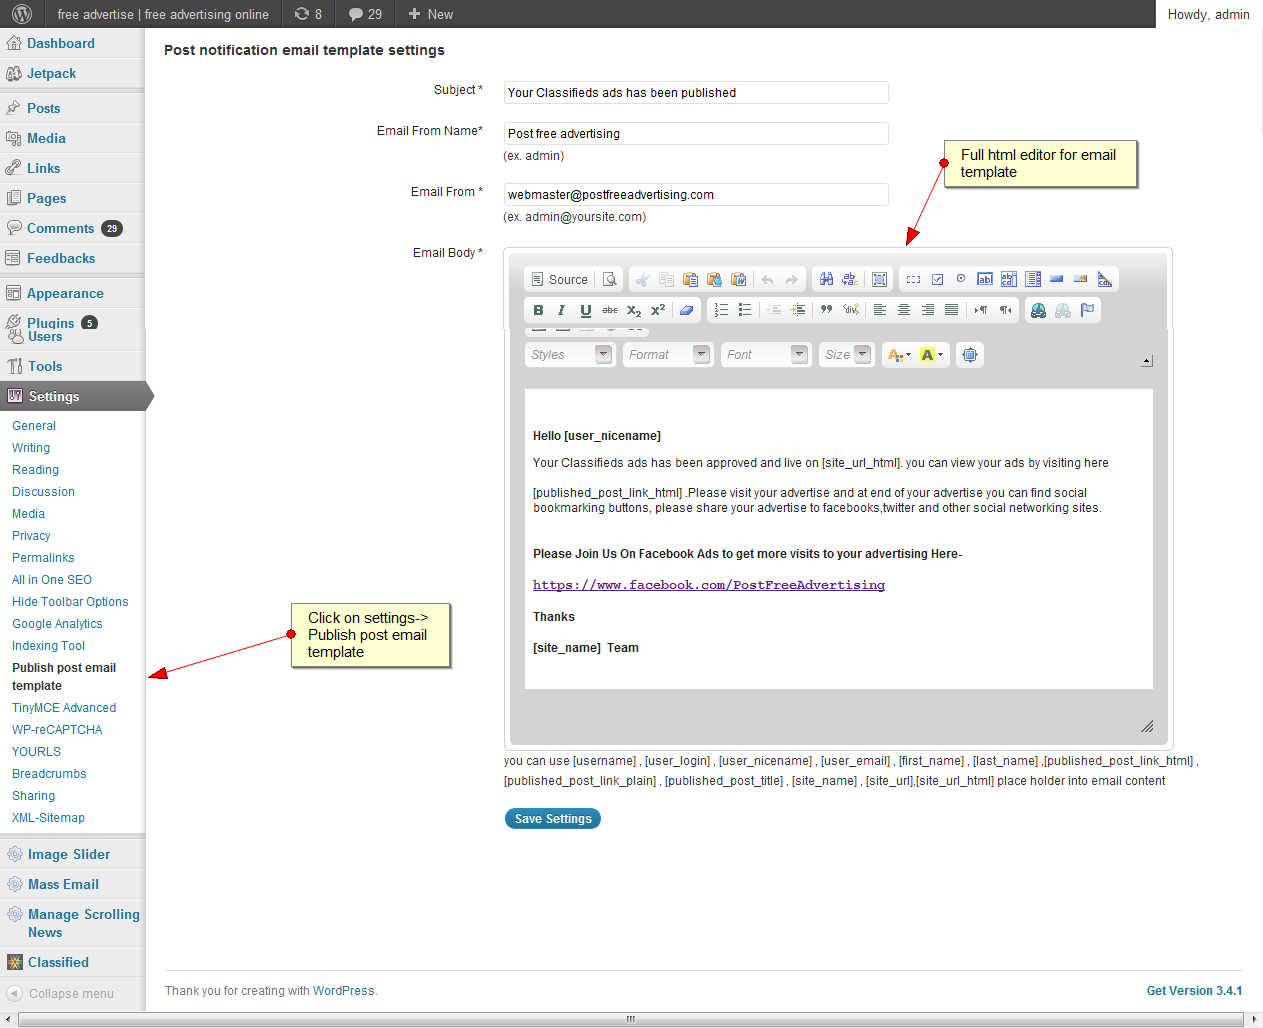 free advertise | free advertising online 8 29 + New Howdy, admin
Dashboard
Jetpack
Posts
Media
Links
Pages
Comments 29
Feedbacks
Appearance
Plugins 5
Users
Tools
Settings
General
Writing
Reading
Discussion
Media
Privacy
Permalinks
All in One SEO
Hide Toolbar Options
Google Analytics
Indexing Tool
Publish post email
template
TinyMCE Advanced
WP-reCAPTCHA
YOURLS
Breadcrumbs
Sharing
XML-Sitemap
Image Slider
Mass Email
Manage Scrolling
News
Classified
Collapse menu
Post notification email template settings
Subject *
Your Classifieds ads has been published
Email From Name*
Post free advertising
(ex. admin)
Email From *
webmaster@postfreeadvertising.com
(ex. admin@yoursite.com)
Full html editor for email
template
Email Body *
Source
B I U abc X2 X2
Styles Format Font Size A A
Hello [user_nicename]
Your Classifieds ads has been approved and live on [site_url_html]. you can view your ads by visiting here
[published_post_link_html] .Please visit your advertise and at end of your advertise you can find social
bookmarking buttons, please share your advertise to facebooks,twitter and other social networking sites.
Please Join Us On Facebook Ads to get more visits to your advertising Here-
https://www.facebook.com/PostFreeAdvertising
Thanks
[site_name] Team
Click on settings->
Publish post email
template
you can use [username] , [user_login] , [user_nicename] , [user_email] , [first_name] , [last_name] ,[published_post_link_html] ,
[published_post_link_plain] , [published_post_title] , [site_name] , [site_url],[site_url_html] place holder into email content
Save Settings
Thank you for creating with WordPress.
Get Version 3.4.1